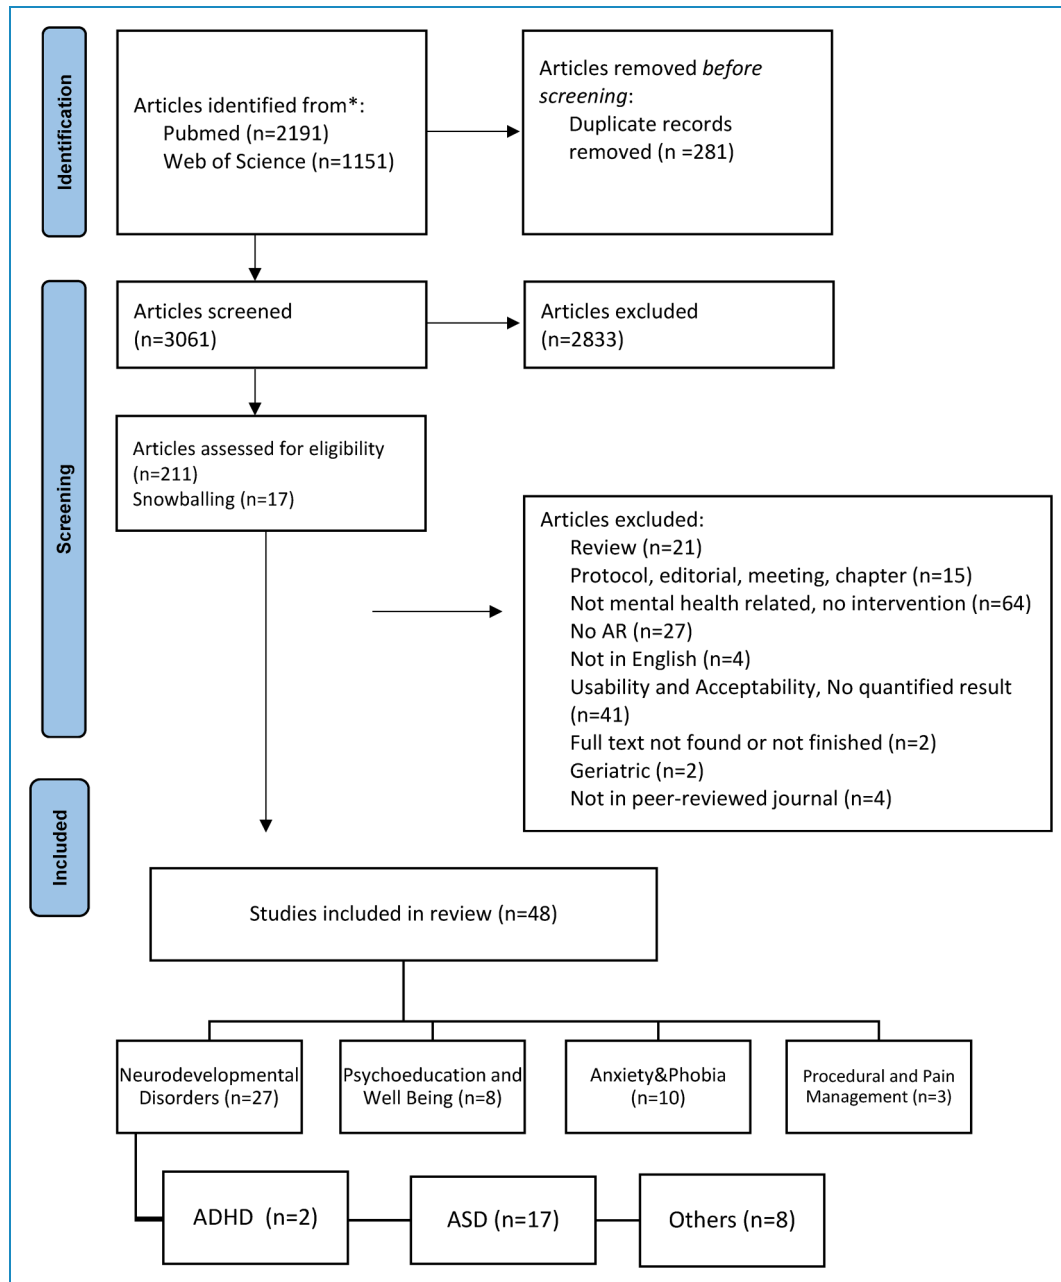 Identification
Articles identified from*:
Pubmed (n=2191)
Web of Science (n=1151)
Articles removed before
screening:
Duplicate records
removed (n =281)
Screening
Articles screened
(n=3061)
Articles excluded
(n=2833)
Articles assessed for eligibility
(n=211)
Snowballing (n=17)
Articles excluded:
Review (n=21)
Protocol, editorial, meeting, chapter (n=15)
Not mental health related, no intervention (n=64)
No AR (n=27)
Not in English (n=4)
Usability and Acceptability, No quantified result
(n=41)
Full text not found or not finished (n=2)
Geriatric (n=2)
Not in peer-reviewed journal (n=4)
Included
Studies included in review (n=48)
Neurodevelopmental
Disorders (n=27)
Psychoeducation and
Well Being (n=8)
Anxiety&Phobia
(n=10)
Procedural and Pain
Management (n=3)
ADHD (n=2)
ASD (n=17)
Others (n=8)